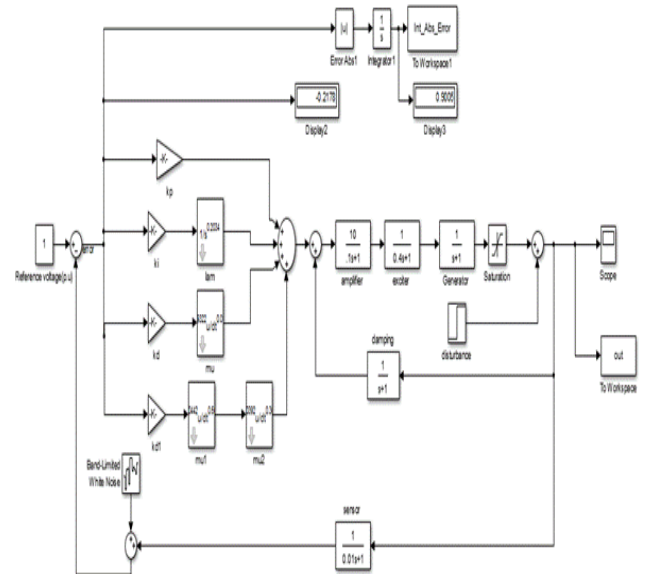 |u|
1
s
Int_Abs_Error
Error Abs1
Integrator1
To Workspace1
-0.2178
Display2
0.5005
Display3
-K-
kp
1
Reference voltage(p.u)
error
-K-
ki
lam
-K-
kd
mu
-K-
kd1
mu1
mu2
10
.1s+1
amplifier
1
0.4s+1
exciter
1
s+1
Generator
Saturation
Scope
disturbance
damping
1
s+1
out
To Workspace
Band-Limited
White Noise
sensor
1
0.01s+1